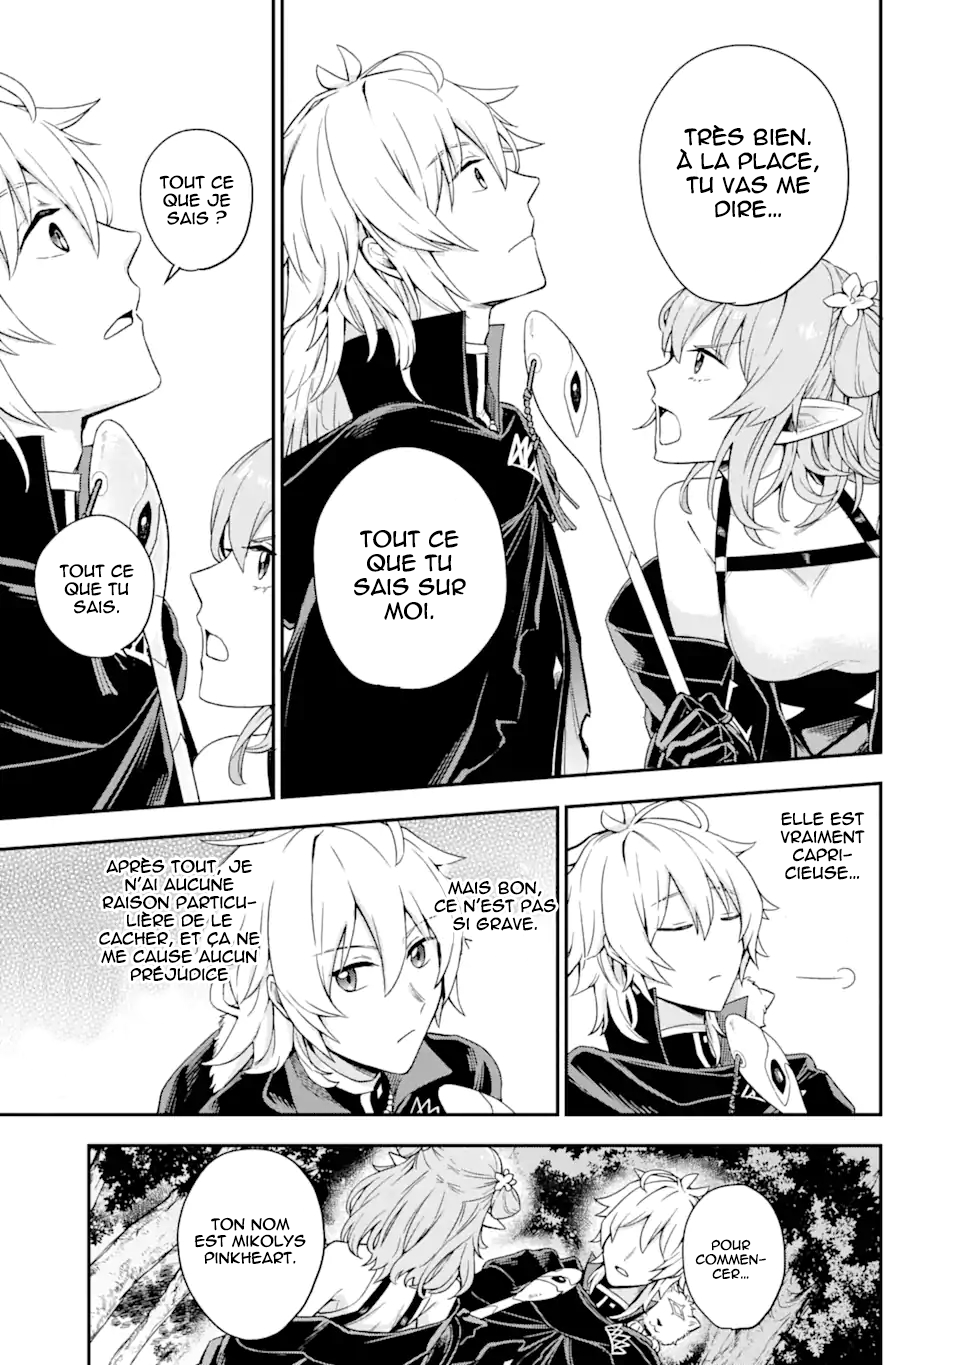 TRÈS BIEN.
À LA PLACE,
TU VAS ME
DIRE...
TOUT CE
QUE TU
SAIS SUR
MOI.
TOUT CE
QUE JE
SAIS ?
TOUT CE
QUE TU
SAIS.
ELLE EST
VRAIMENT
CAPRI-
CIEUSE...
MAIS BON,
CE N'EST PAS
SI GRAVE.
APRÈS TOUT, JE
N'AI AUCUNE
RAISON PARTICU-
LIÈRE DE LE
CACHER, ET ÇA NE
ME CAUSE AUCUN
PRÉJUDICE
POUR
COMMEN-
CER...
TON NOM
EST MIKOLYS
PINKHEART.